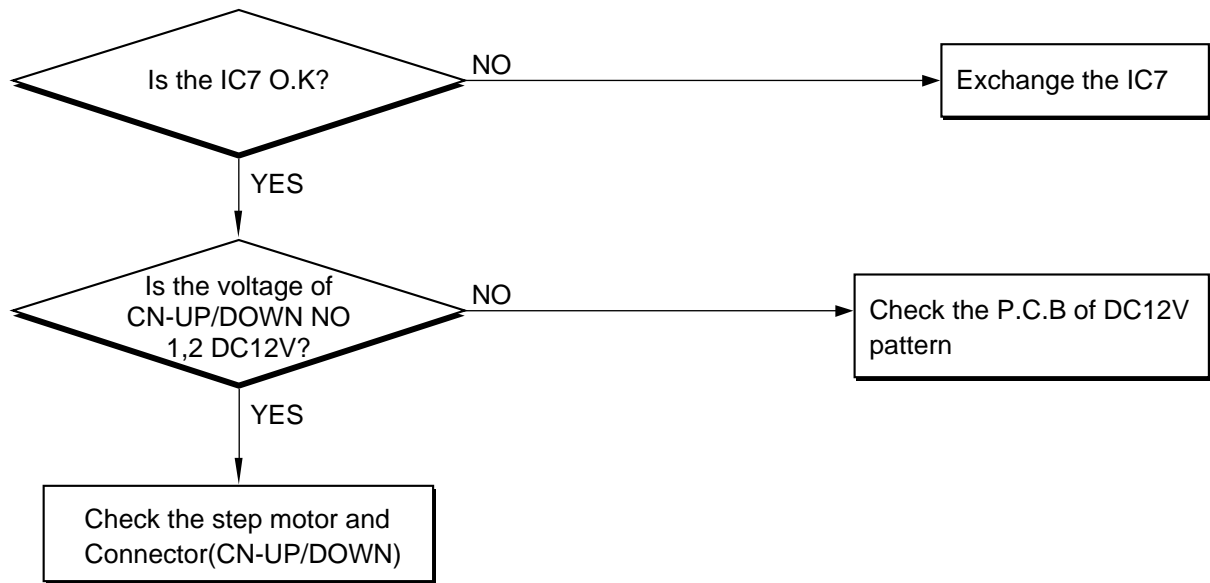 Is the IC7 O.K?
NO
Exchange the IC7
YES
Is the voltage of
CN-UP/DOWN NO
1,2 DC12V?
NO
Check the P.C.B of DC12V
pattern
YES
Check the step motor and
Connector(CN-UP/DOWN)